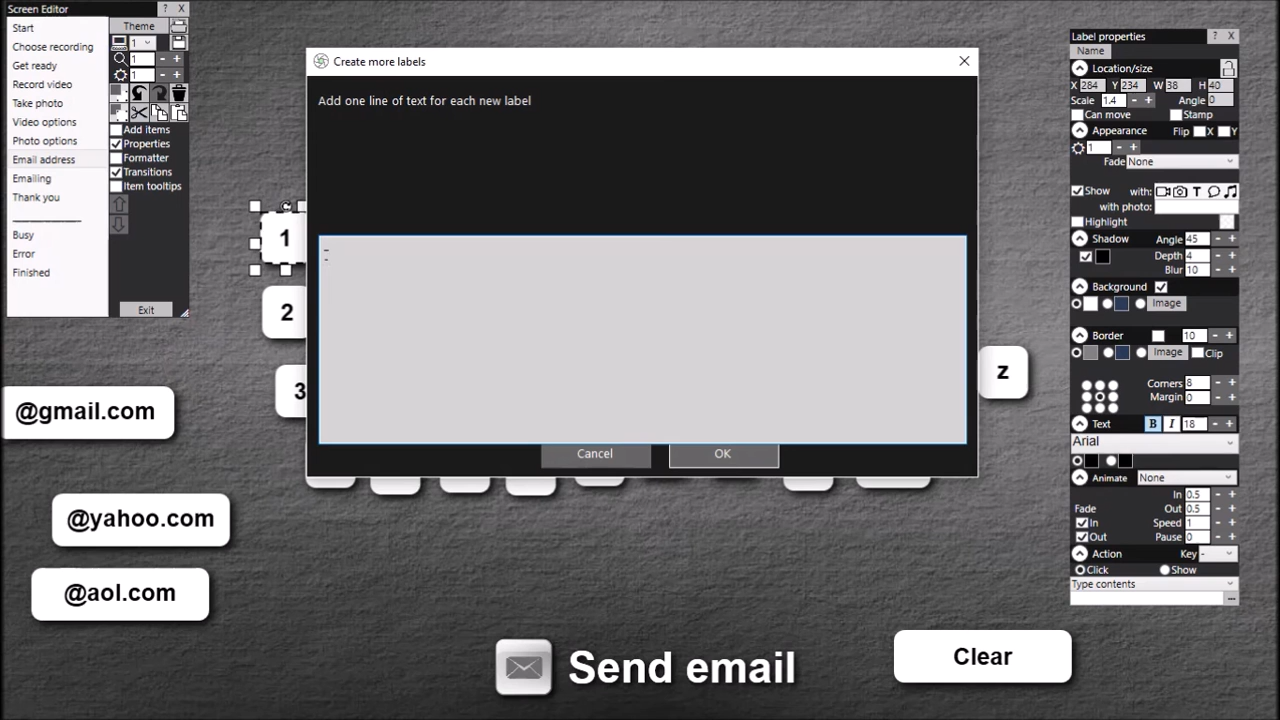 Screen Editor ? X
Start
Choose recording
Get ready
Record video
Take photo
Video options
Photo options
Email address
Emailing
Thank you
Busy
Error
Finished
Theme
1
1 - +
1 - +
Add items
Properties
Formatter
Transitions
Item tooltips
Exit
Create more labels
Add one line of text for each new label
Cancel
OK
1
2
3
z
@gmail.com
@yahoo.com
@aol.com
Send email
Clear
Label properties ? X
Name
Location/size
X 284 Y 234 W 38 H 40
Scale 1.4 - + Angle 0
Can move Stamp
Appearance Flip X Y
1 - +
Fade None
Show with: T
with photo:
Highlight
Shadow Angle 45 - +
Depth 4 - +
Blur 10 - +
Background
Image
Border 10 - +
Image Clip
Corners 8 - +
Margin 0 - +
Text B I 18 - +
Arial
Animate None
In 0.5 - +
Fade Out 0.5 - +
In Speed 1 - +
Out Pause 0 - +
Action Key -
Click Show
Type contents
...